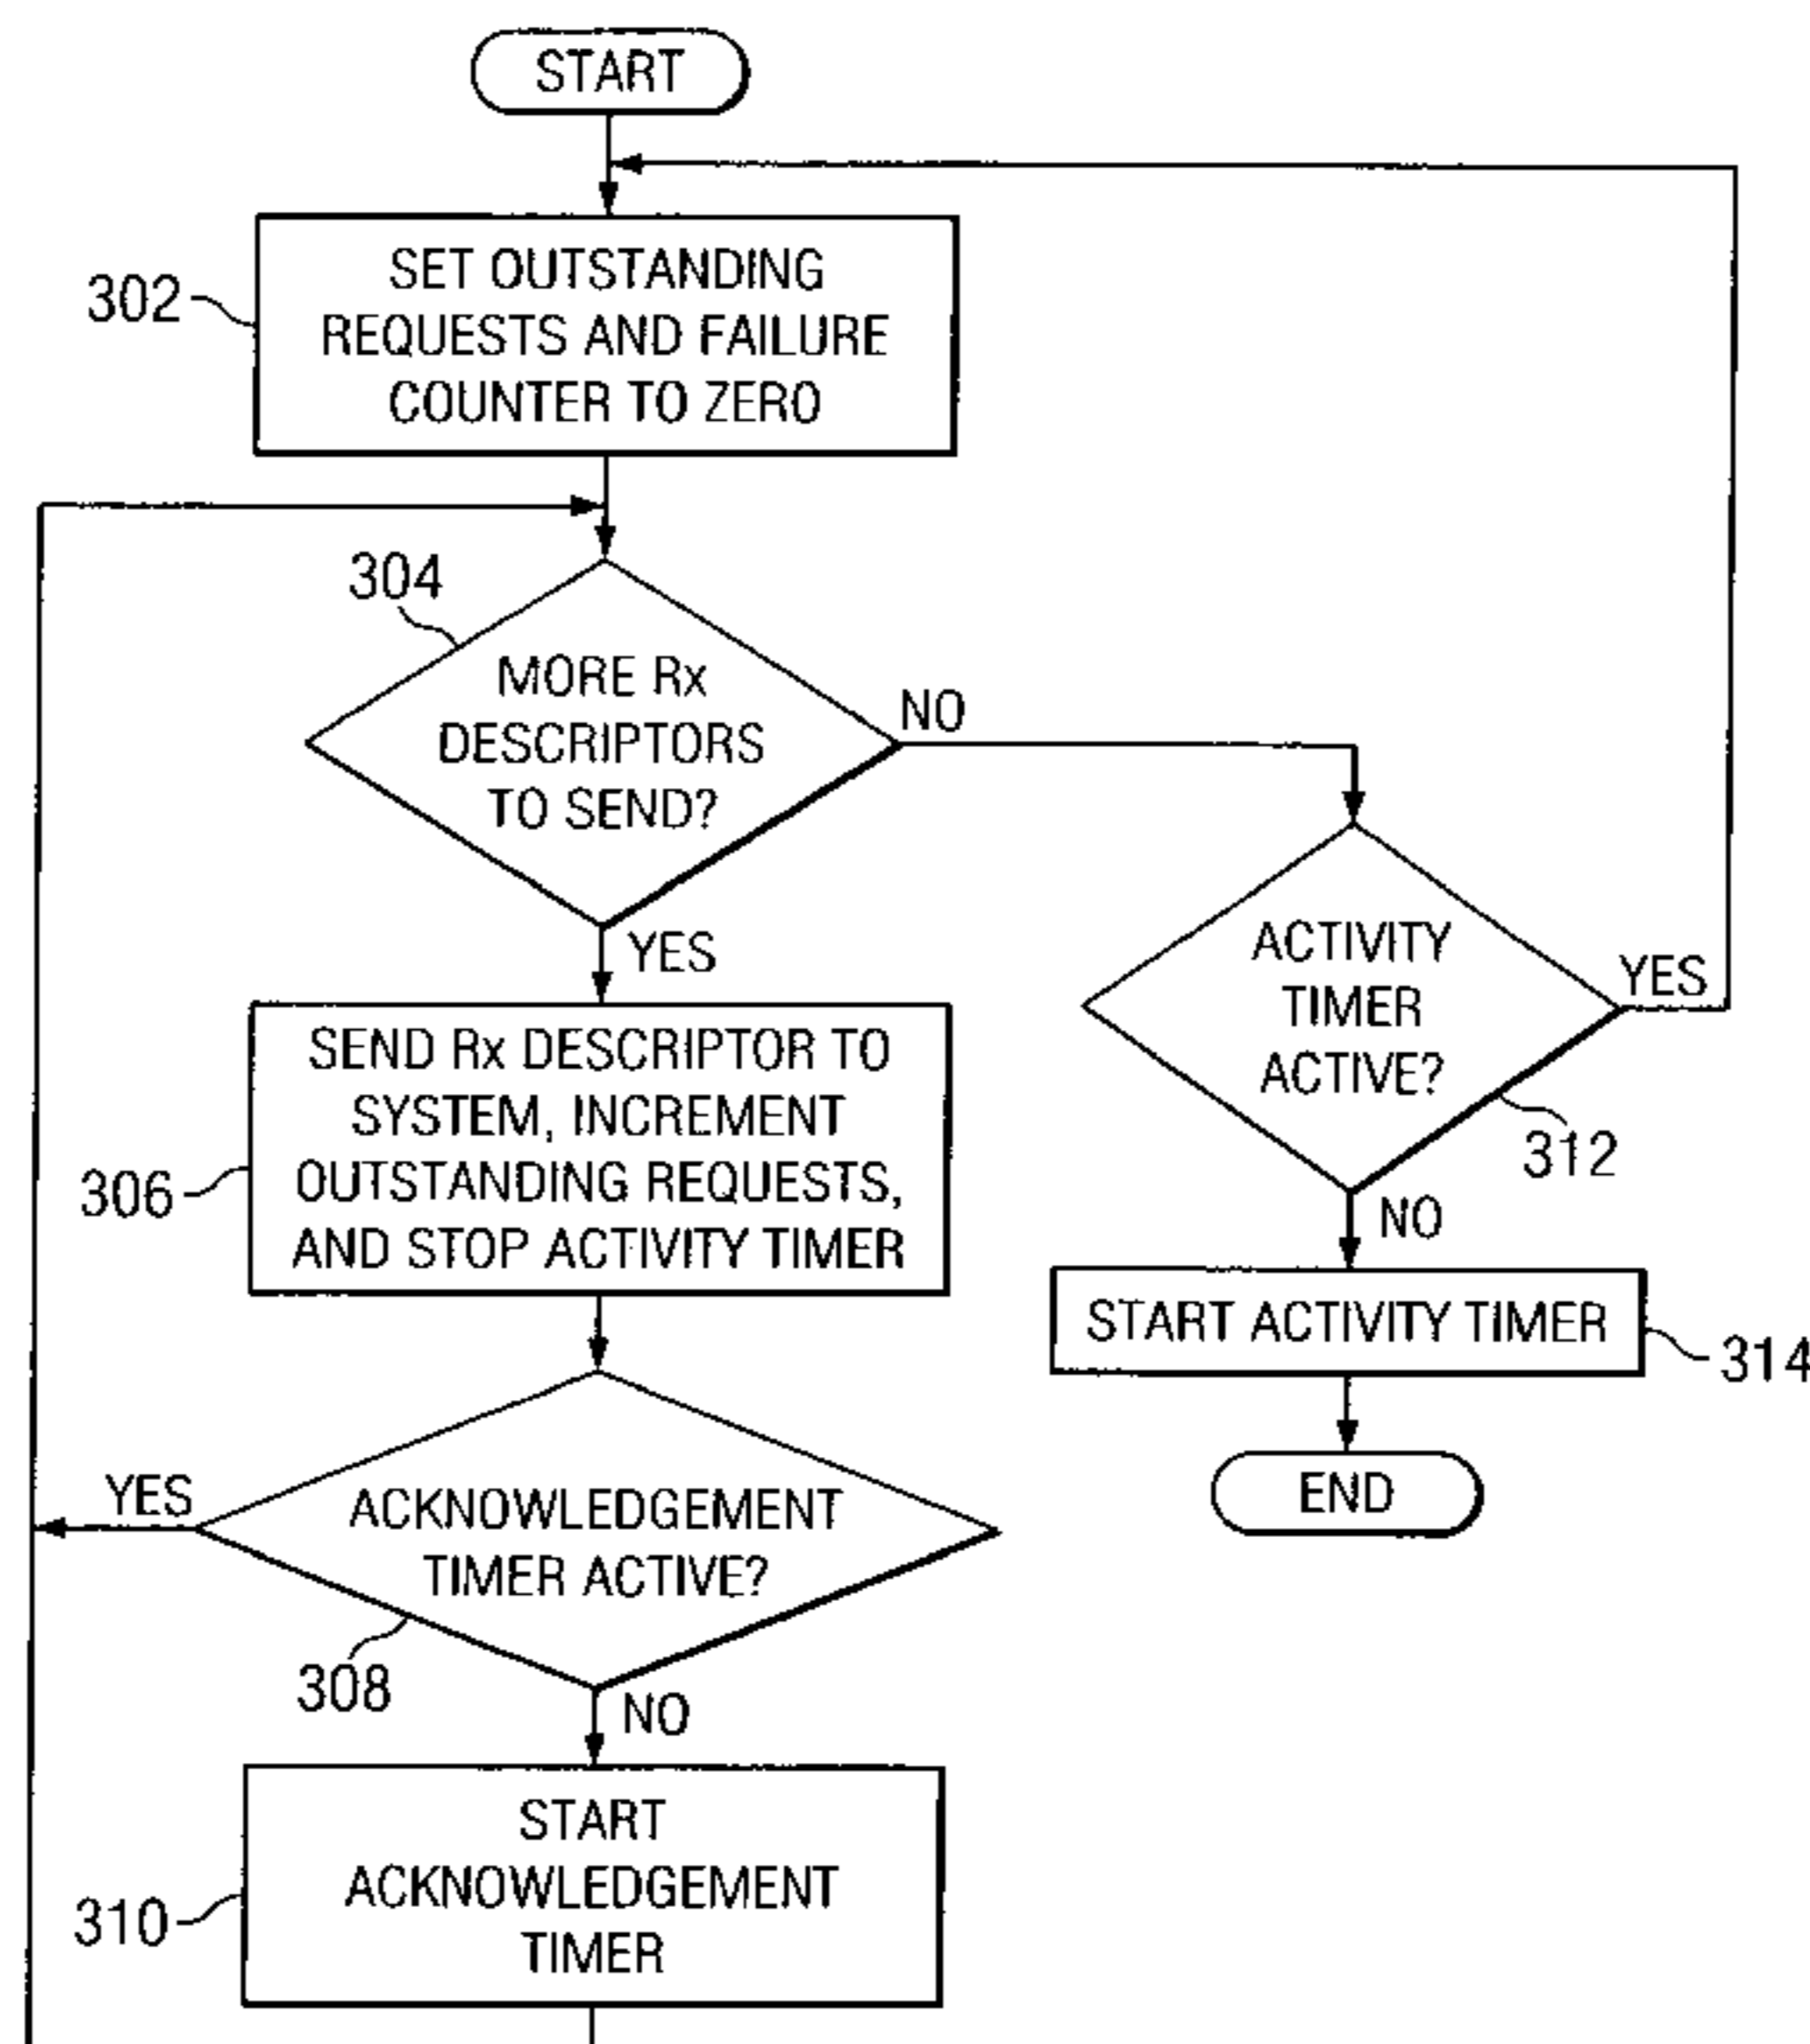 START
302
SET OUTSTANDING
REQUESTS AND FAILURE
COUNTER TO ZERO
304
MORE Rx
DESCRIPTORS
TO SEND?
NO
YES
ACTIVITY
TIMER
ACTIVE?
YES
312
NO
306
SEND Rx DESCRIPTOR TO
SYSTEM, INCREMENT
OUTSTANDING REQUESTS,
AND STOP ACTIVITY TIMER
START ACTIVITY TIMER
314
END
YES
ACKNOWLEDGEMENT
TIMER ACTIVE?
308
NO
310
START
ACKNOWLEDGEMENT
TIMER